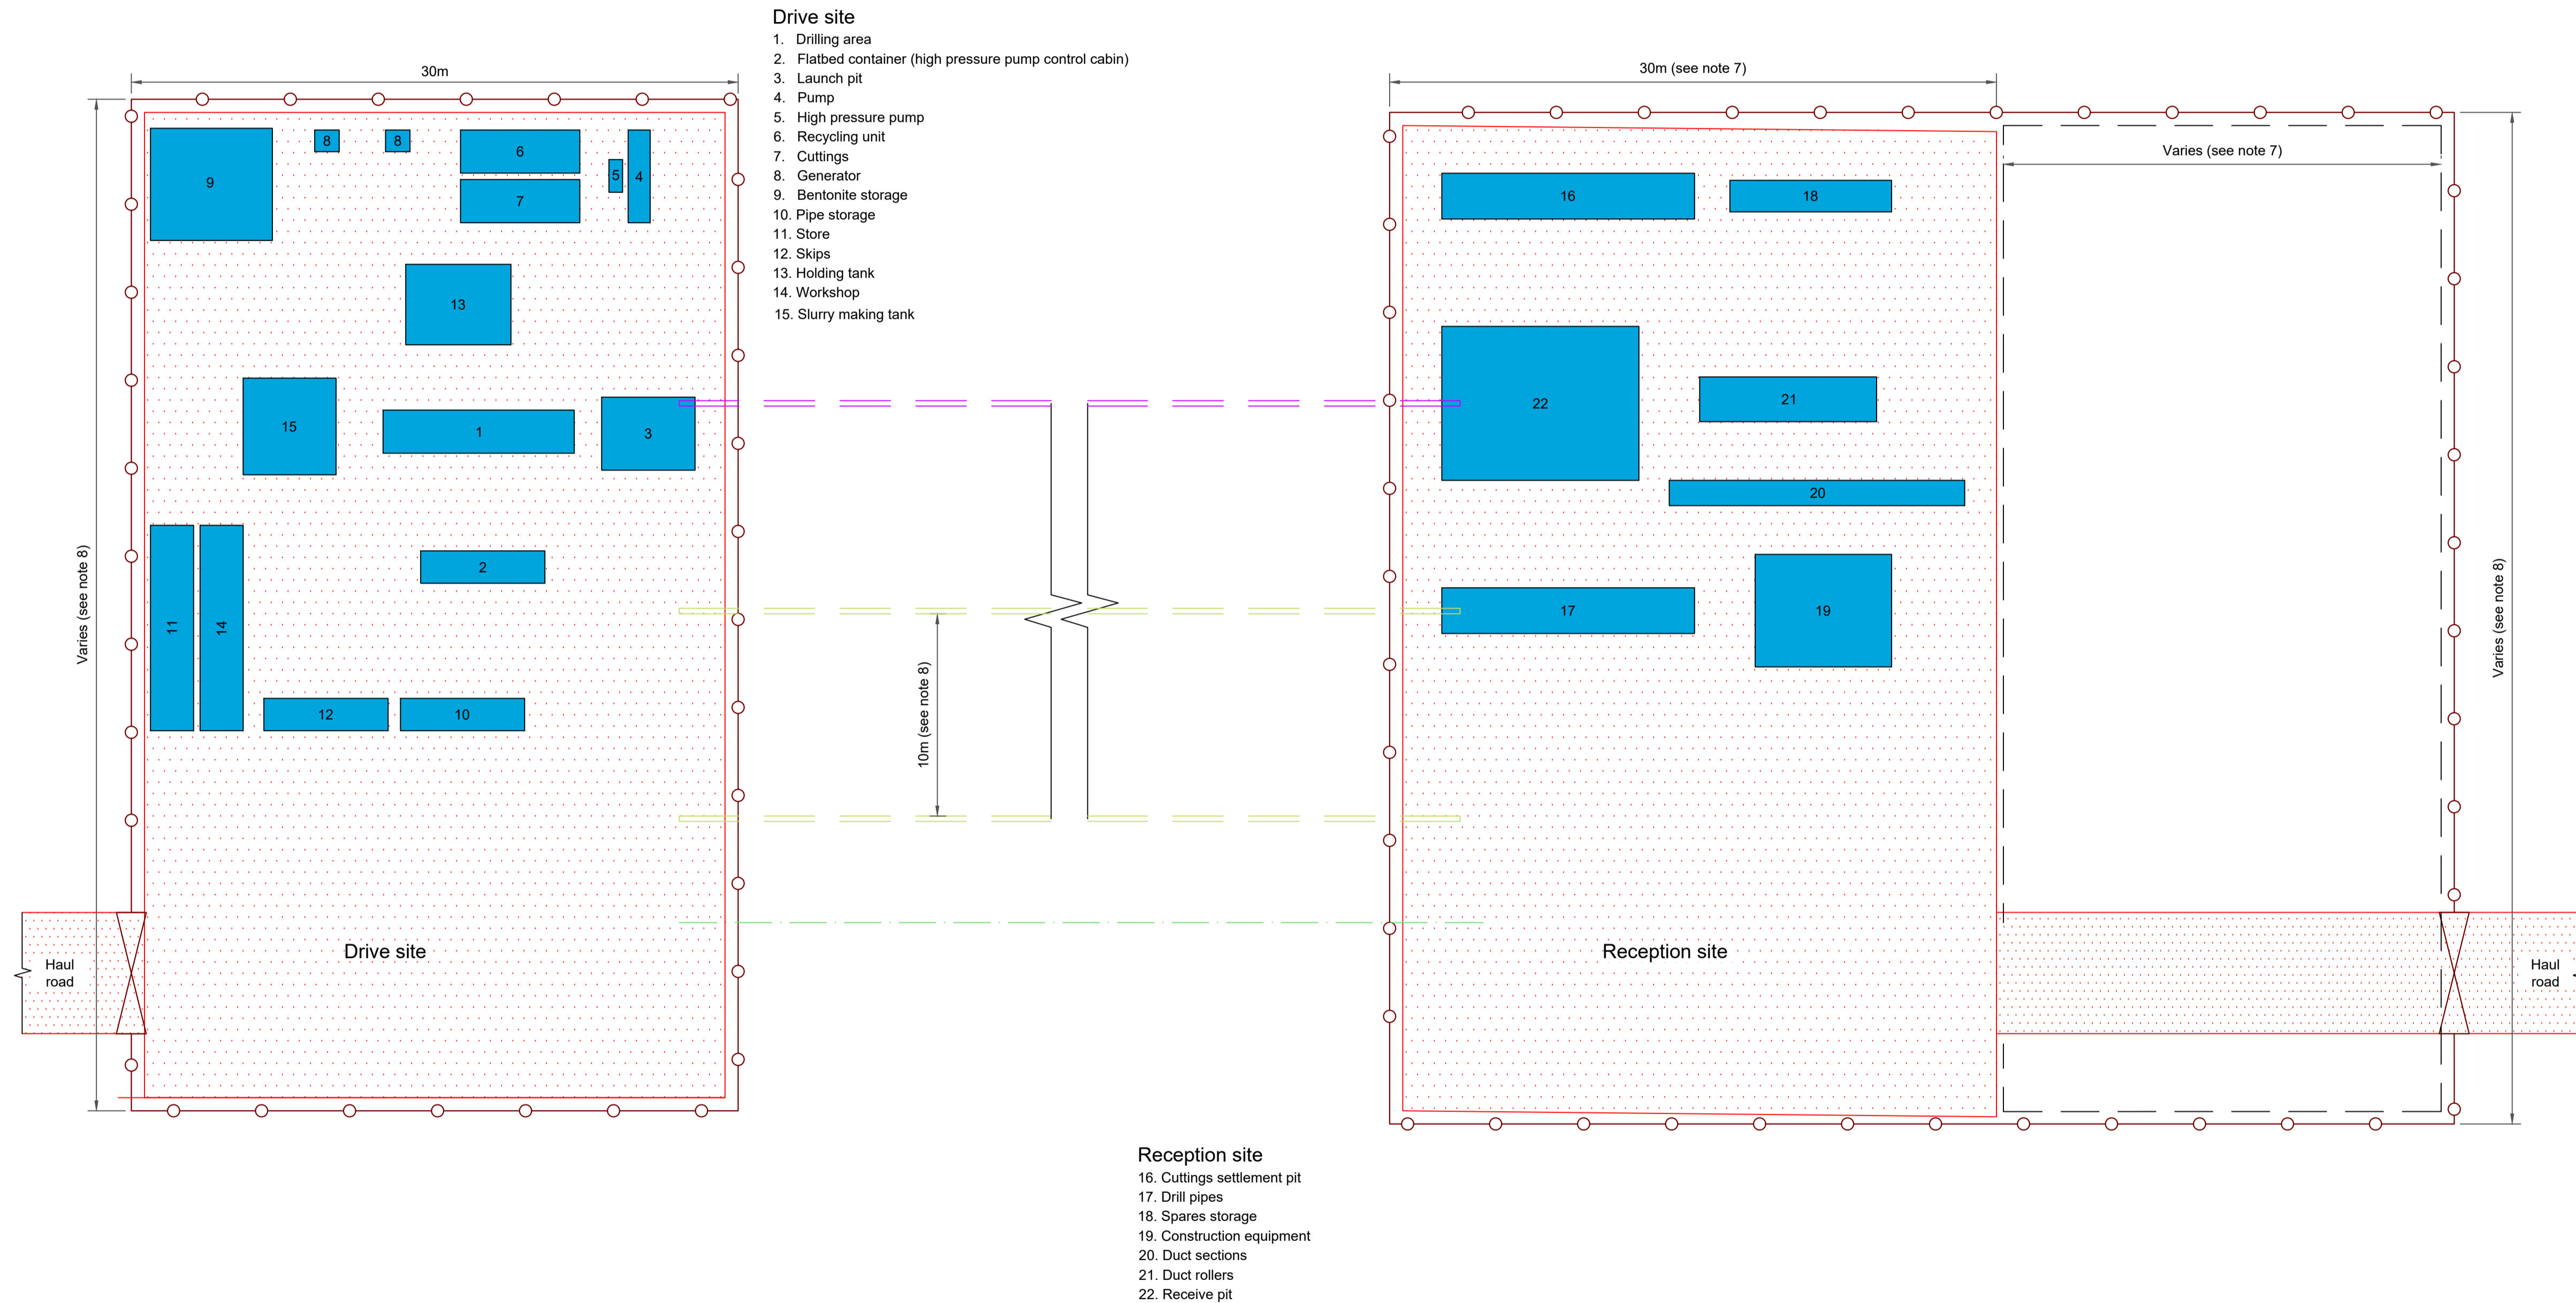 Drive site
1. Drilling area
2. Flatbed container (high pressure pump control cabin)
3. Launch pit
4. Pump
5. High pressure pump
6. Recycling unit
7. Cuttings
8. Generator
9. Bentonite storage
10. Pipe storage
11. Store
12. Skips
13. Holding tank
14. Workshop
15. Slurry making tank
30m
Varies (see note 8)
9
8
8
6
7
5
4
13
15
1
3
2
11
14
12
10
Drive site
Haul
road
10m (see note 8)
30m (see note 7)
Varies (see note 7)
16
18
22
21
20
17
19
Reception site
Haul
road
Varies (see note 8)
Reception site
16. Cuttings settlement pit
17. Drill pipes
18. Spares storage
19. Construction equipment
20. Duct sections
21. Duct rollers
22. Receive pit